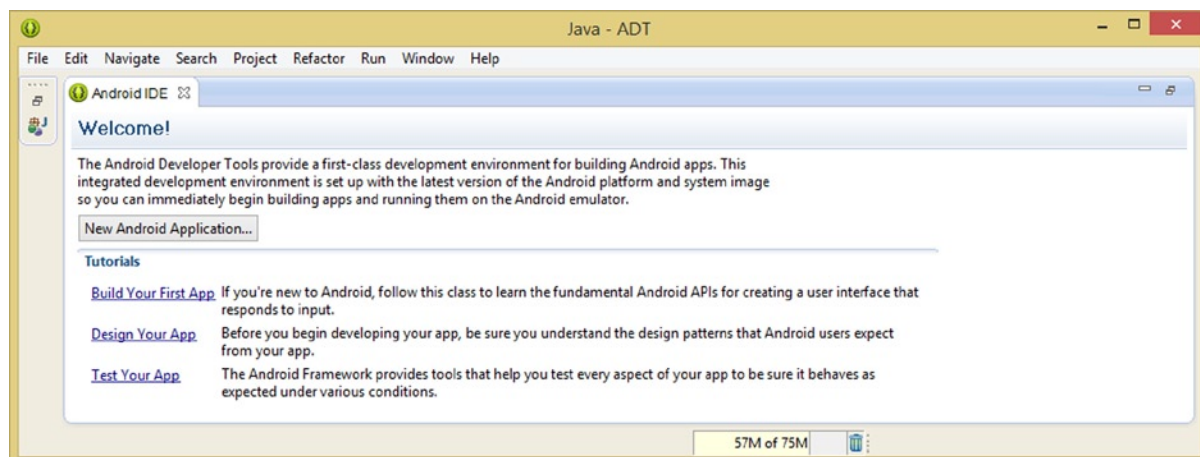 Java - ADT
File Edit Navigate Search Project Refactor Run Window Help
Android IDE
J
Welcome!
The Android Developer Tools provide a first-class development environment for building Android apps. This
integrated development environment is set up with the latest version of the Android platform and system image
so you can immediately begin building apps and running them on the Android emulator.
New Android Application...
Tutorials
Build Your First App If you're new to Android, follow this class to learn the fundamental Android APIs for creating a user interface that
responds to input.
Design Your App Before you begin developing your app, be sure you understand the design patterns that Android users expect
from your app.
Test Your App The Android Framework provides tools that help you test every aspect of your app to be sure it behaves as
expected under various conditions.
57M of 75M